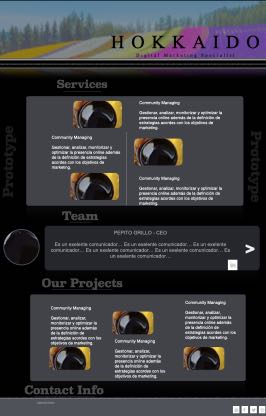 HOKKAIDO
Digital Marketing Specialist
Services
Prototype
Prototype
Community Managing
Gestionar, analizar,
monitorizar y optimizar la
presencia online además
de la definición de
estrategias acordes con
los objetivos de marketing.
Community Managing
Gestionar, analizar, monitorizar y optimizar
la presencia online además de la definición de
estrategias acordes con los objetivos de
marketing.
Community Managing
Gestionar, analizar, monitorizar y optimizar
la presencia online además de la definición de
estrategias acordes con los objetivos de
marketing.
Team
PEPITO GRILLO - CEO
Es un exelente comunicador... Es un exelente comunicador...
Es un exelente comunicador... Es un exelente comunicador... Es
un exelente comunicador...
>
Our Projects
Community Managing
Gestionar, analizar,
monitorizar y optimizar la
presencia online además
de la definición de
estrategias acordes con los
objetivos de marketing.
Community Managing
Gestionar, analizar,
monitorizar y optimizar la
presencia online además
de la definición de
estrategias acordes con los
objetivos de marketing.
Community Managing
Gestionar, analizar,
monitorizar y optimizar la
presencia online además
de la definición de
estrategias acordes con los
objetivos de marketing.
Contact Info